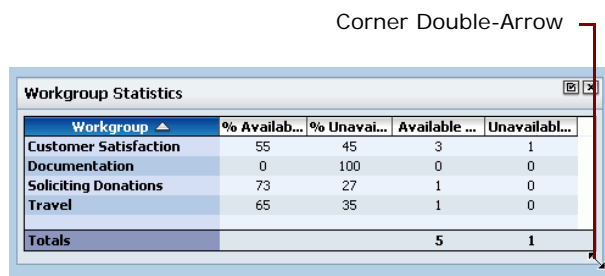 Corner Double-Arrow
Workgroup Statistics
Workgroup % Availab... % Unavai... Available ... Unavailabl...
Customer Satisfaction 55 45 3 1
Documentation 0 100 0 0
Soliciting Donations 73 27 1 0
Travel 65 35 1 0
Totals 5 1